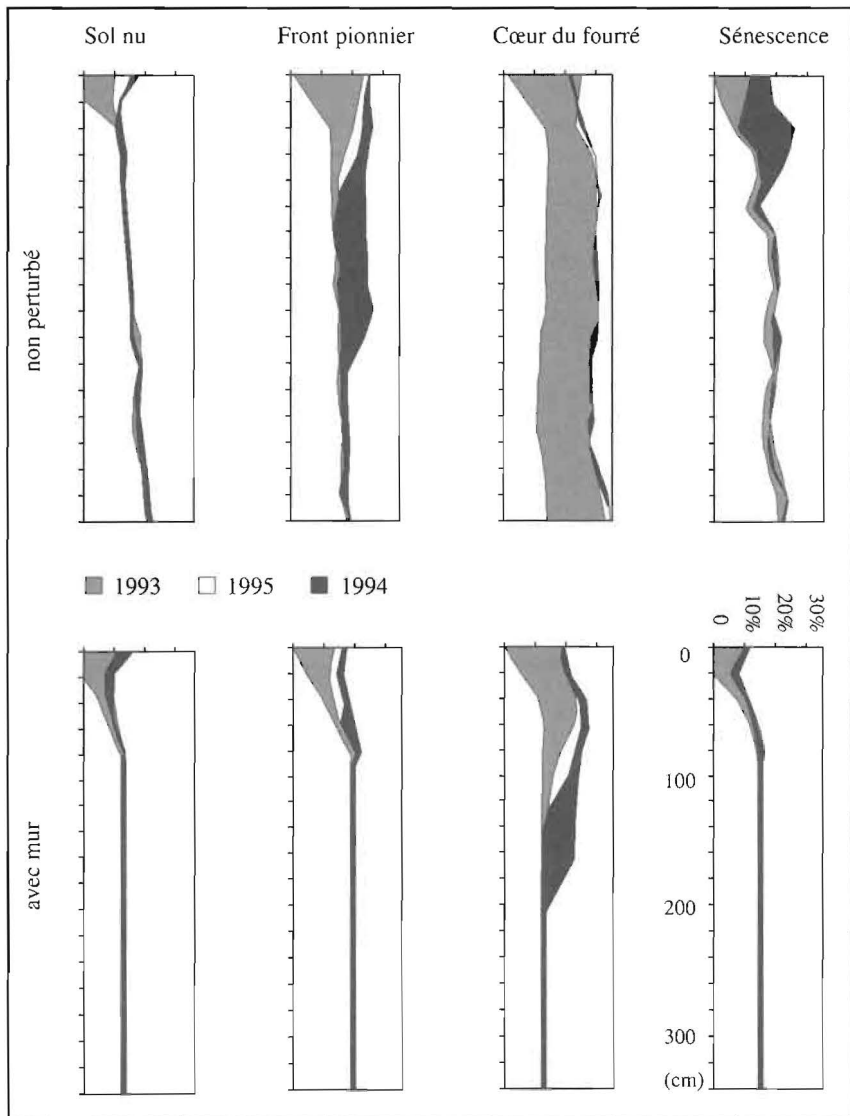 Sol nu
Front pionnier
Cœur du fourré
Sénescence
non perturbé
1993
1995
1994
0
10%
20%
30%
avec mur
0
100
200
300
(cm)